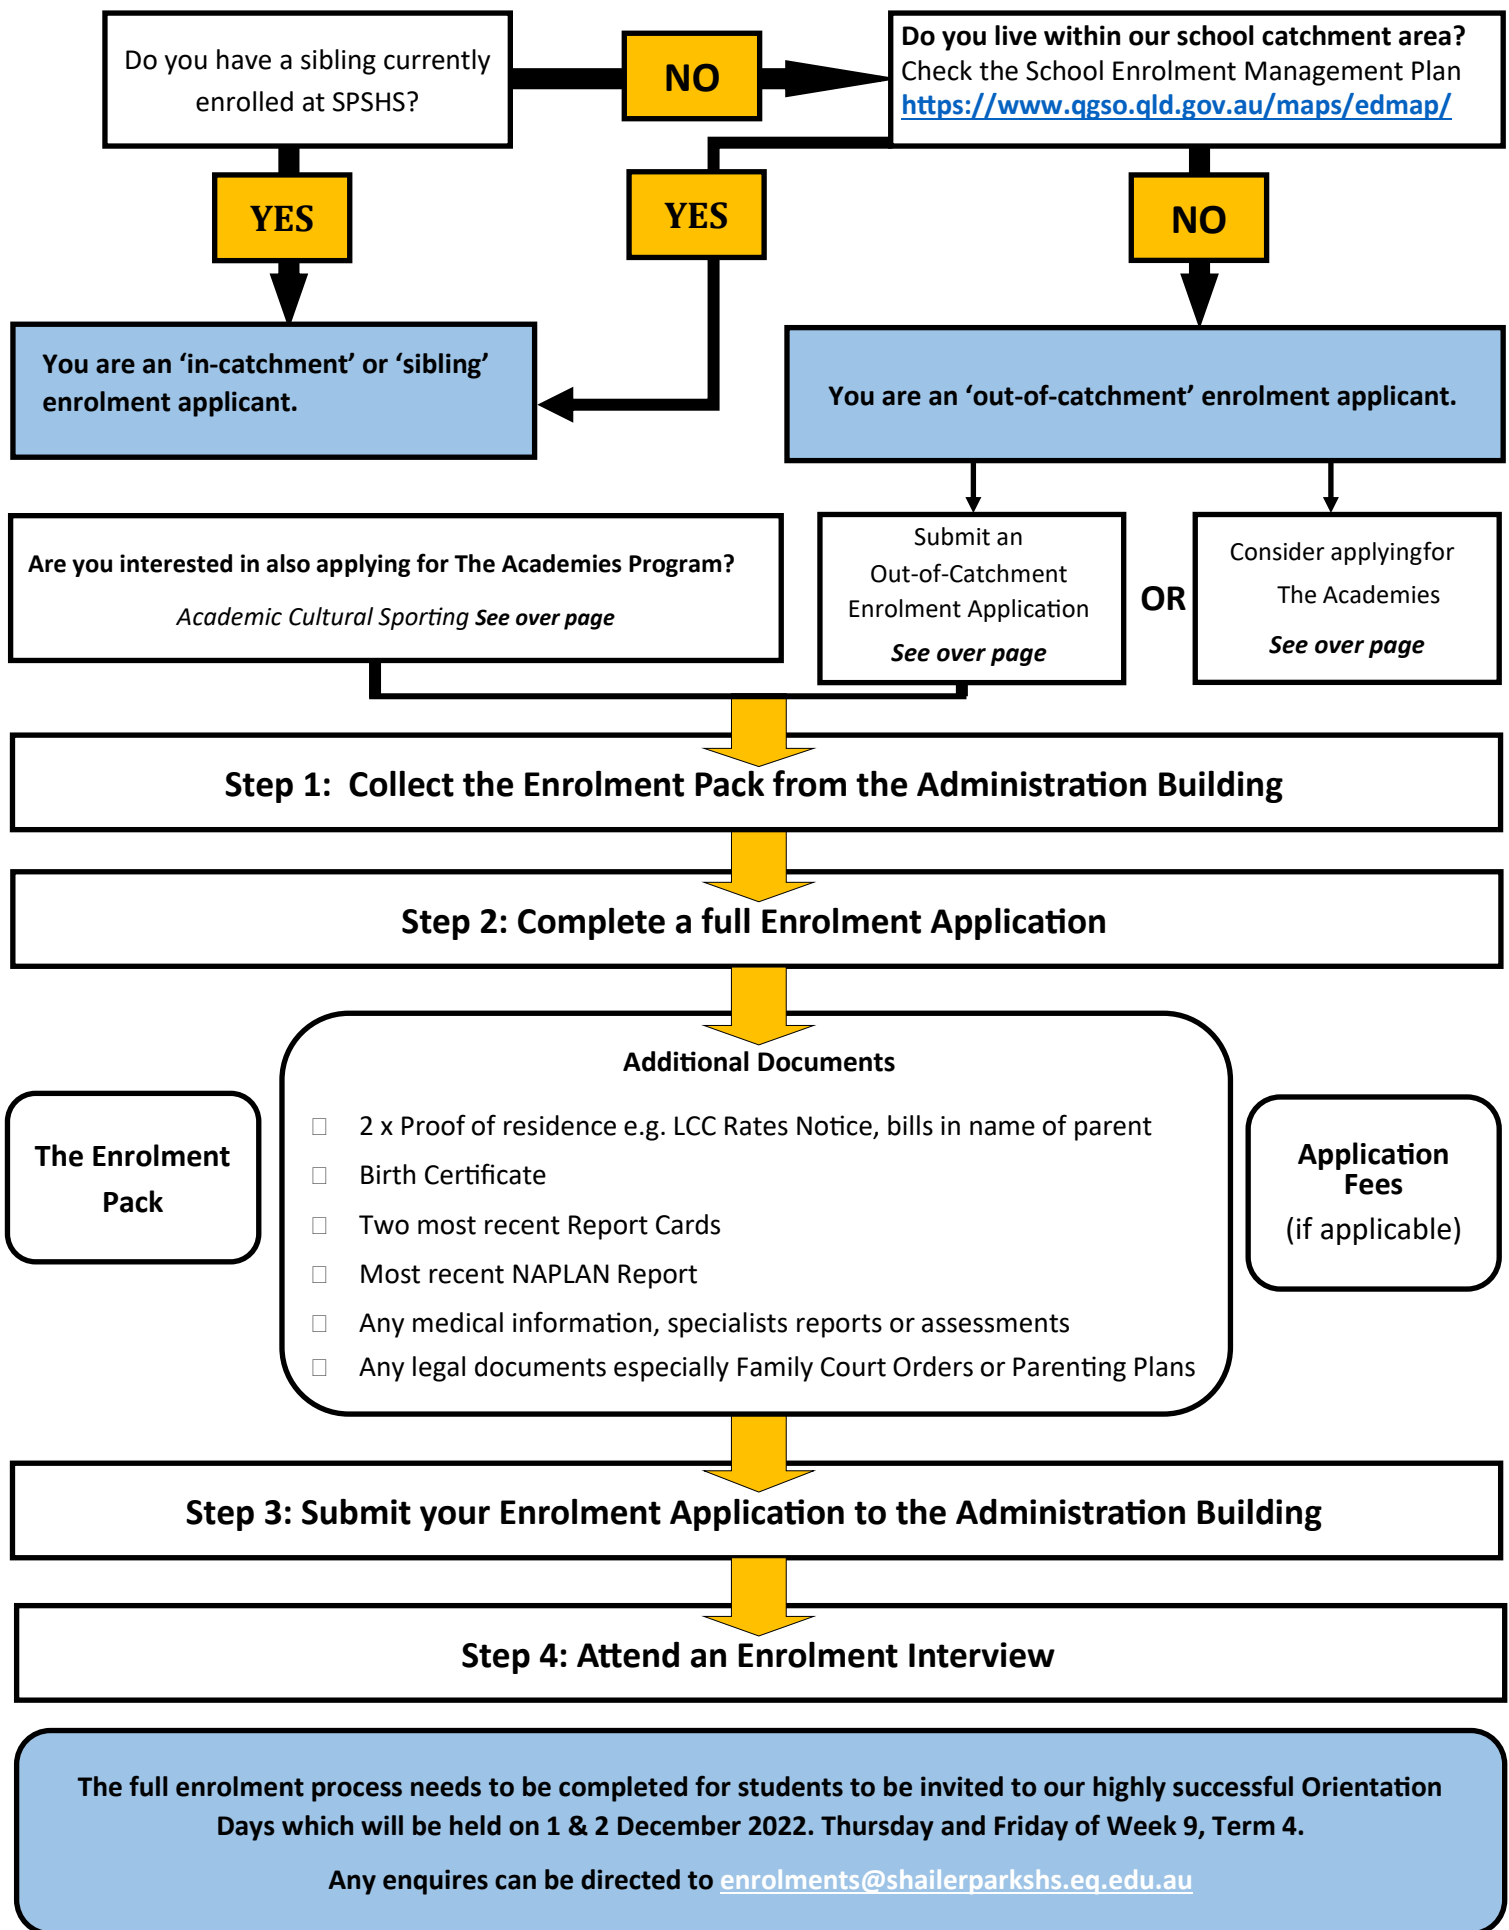 Do you have a sibling currently
enrolled at SPSHS?
NO
Do you live within our school catchment area?
Check the School Enrolment Management Plan
https://www.qgso.qld.gov.au/maps/edmap/
YES
YES
NO
You are an ‘in-catchment’ or ‘sibling’
enrolment applicant.
You are an ‘out-of-catchment’ enrolment applicant.
Are you interested in also applying for The Academies Program?
Academic Cultural Sporting See over page
Submit an
Out-of-Catchment
Enrolment Application
See over page
OR
Consider applyingfor
The Academies
See over page
Step 1: Collect the Enrolment Pack from the Administration Building
Step 2: Complete a full Enrolment Application
The Enrolment
Pack
Additional Documents
2 x Proof of residence e.g. LCC Rates Notice, bills in name of parent
Birth Certificate
Two most recent Report Cards
Most recent NAPLAN Report
Any medical information, specialists reports or assessments
Any legal documents especially Family Court Orders or Parenting Plans
Application
Fees
(if applicable)
Step 3: Submit your Enrolment Application to the Administration Building
Step 4: Attend an Enrolment Interview
The full enrolment process needs to be completed for students to be invited to our highly successful Orientation
Days which will be held on 1 & 2 December 2022. Thursday and Friday of Week 9, Term 4.
Any enquires can be directed to enrolments@shailerparkshs.eq.edu.au